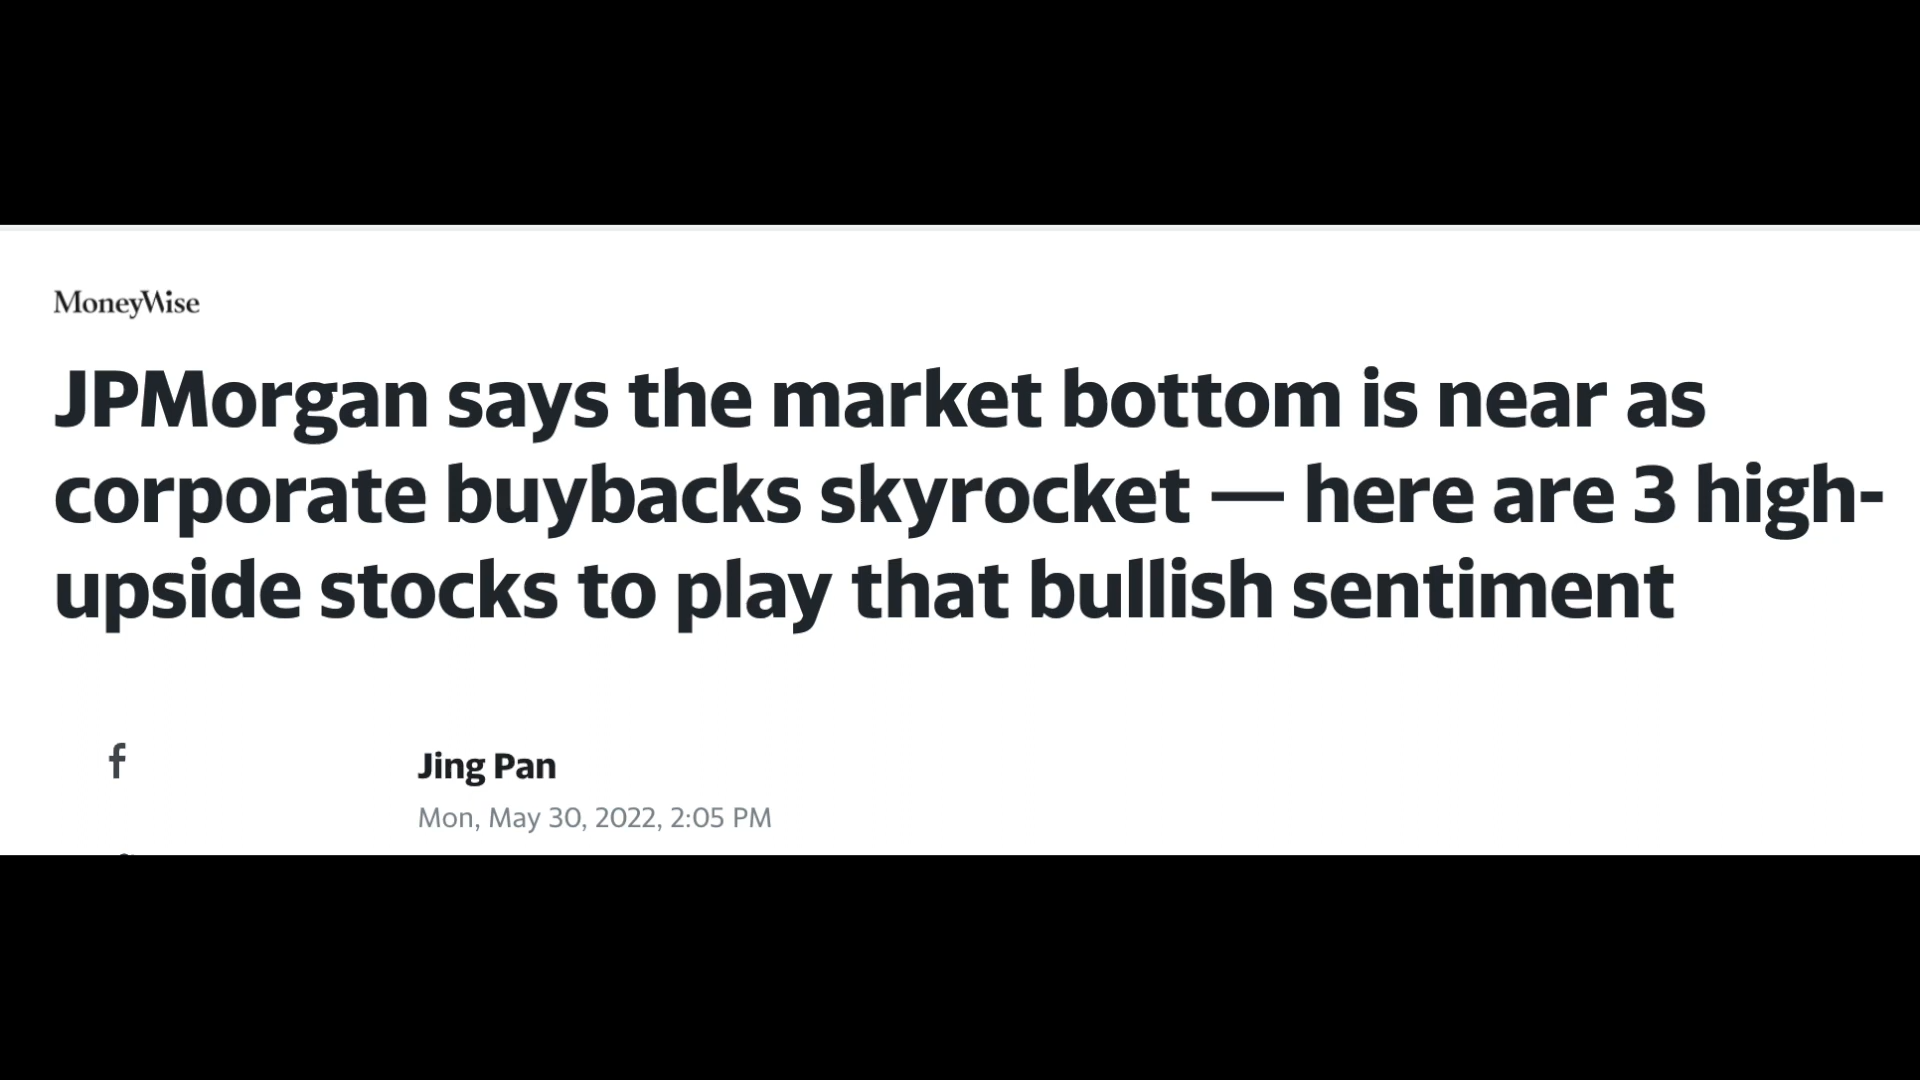 MoneyWise
JPMorgan says the market bottom is near as
corporate buybacks skyrocket — here are 3 high-
upside stocks to play that bullish sentiment
f
Jing Pan
Mon, May 30, 2022, 2:05 PM